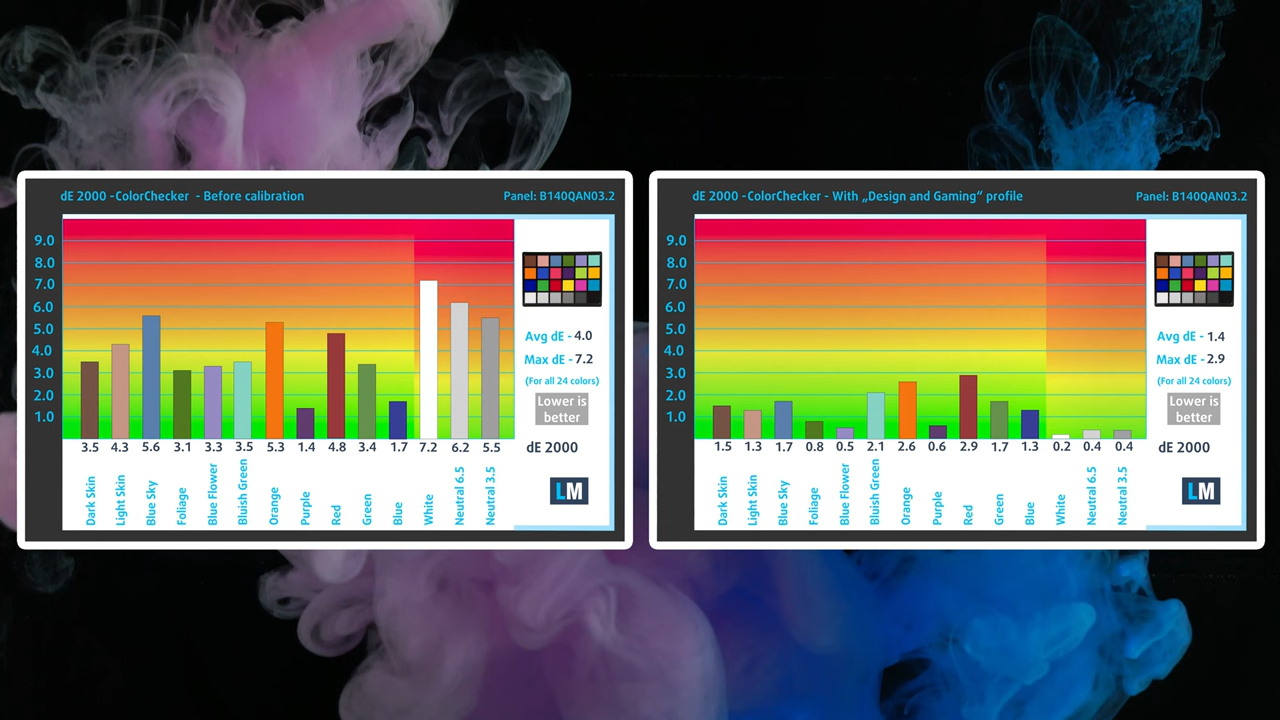 dE 2000 -ColorChecker - Before calibration
Panel: B140QAN03.2
9.0
8.0
7.0
6.0
5.0
4.0
3.0
2.0
1.0
Avg dE - 4.0
Max dE - 7.2
(For all 24 colors)
Lower is
better
3.5 4.3 5.6 3.1 3.3 3.5 5.3 1.4 4.8 3.4 1.7 7.2 6.2 5.5
dE 2000
Dark Skin
Light Skin
Blue Sky
Foliage
Blue Flower
Bluish Green
Orange
Purple
Red
Green
Blue
White
Neutral 6.5
Neutral 3.5
LM
dE 2000 -ColorChecker - With „Design and Gaming“ profile
Panel: B140QAN03.2
9.0
8.0
7.0
6.0
5.0
4.0
3.0
2.0
1.0
Avg dE - 1.4
Max dE - 2.9
(For all 24 colors)
Lower is
better
1.5 1.3 1.7 0.8 0.5 2.1 2.6 0.6 2.9 1.7 1.3 0.2 0.4 0.4
dE 2000
Dark Skin
Light Skin
Blue Sky
Foliage
Blue Flower
Bluish Green
Orange
Purple
Red
Green
Blue
White
Neutral 6.5
Neutral 3.5
LM